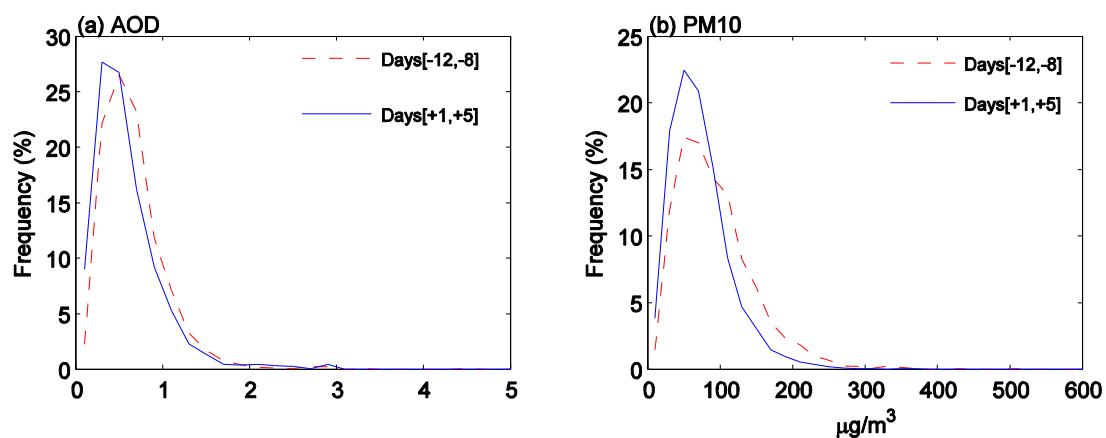 (a) AOD
30
25
20
15
10
5
0
Frequency (%)
0 1 2 3 4 5
Days[-12,-8]
Days[+1,+5]
(b) PM10
25
20
15
10
5
0
Frequency (%)
0 100 200 300 400 500 600
µg/m³
Days[-12,-8]
Days[+1,+5]